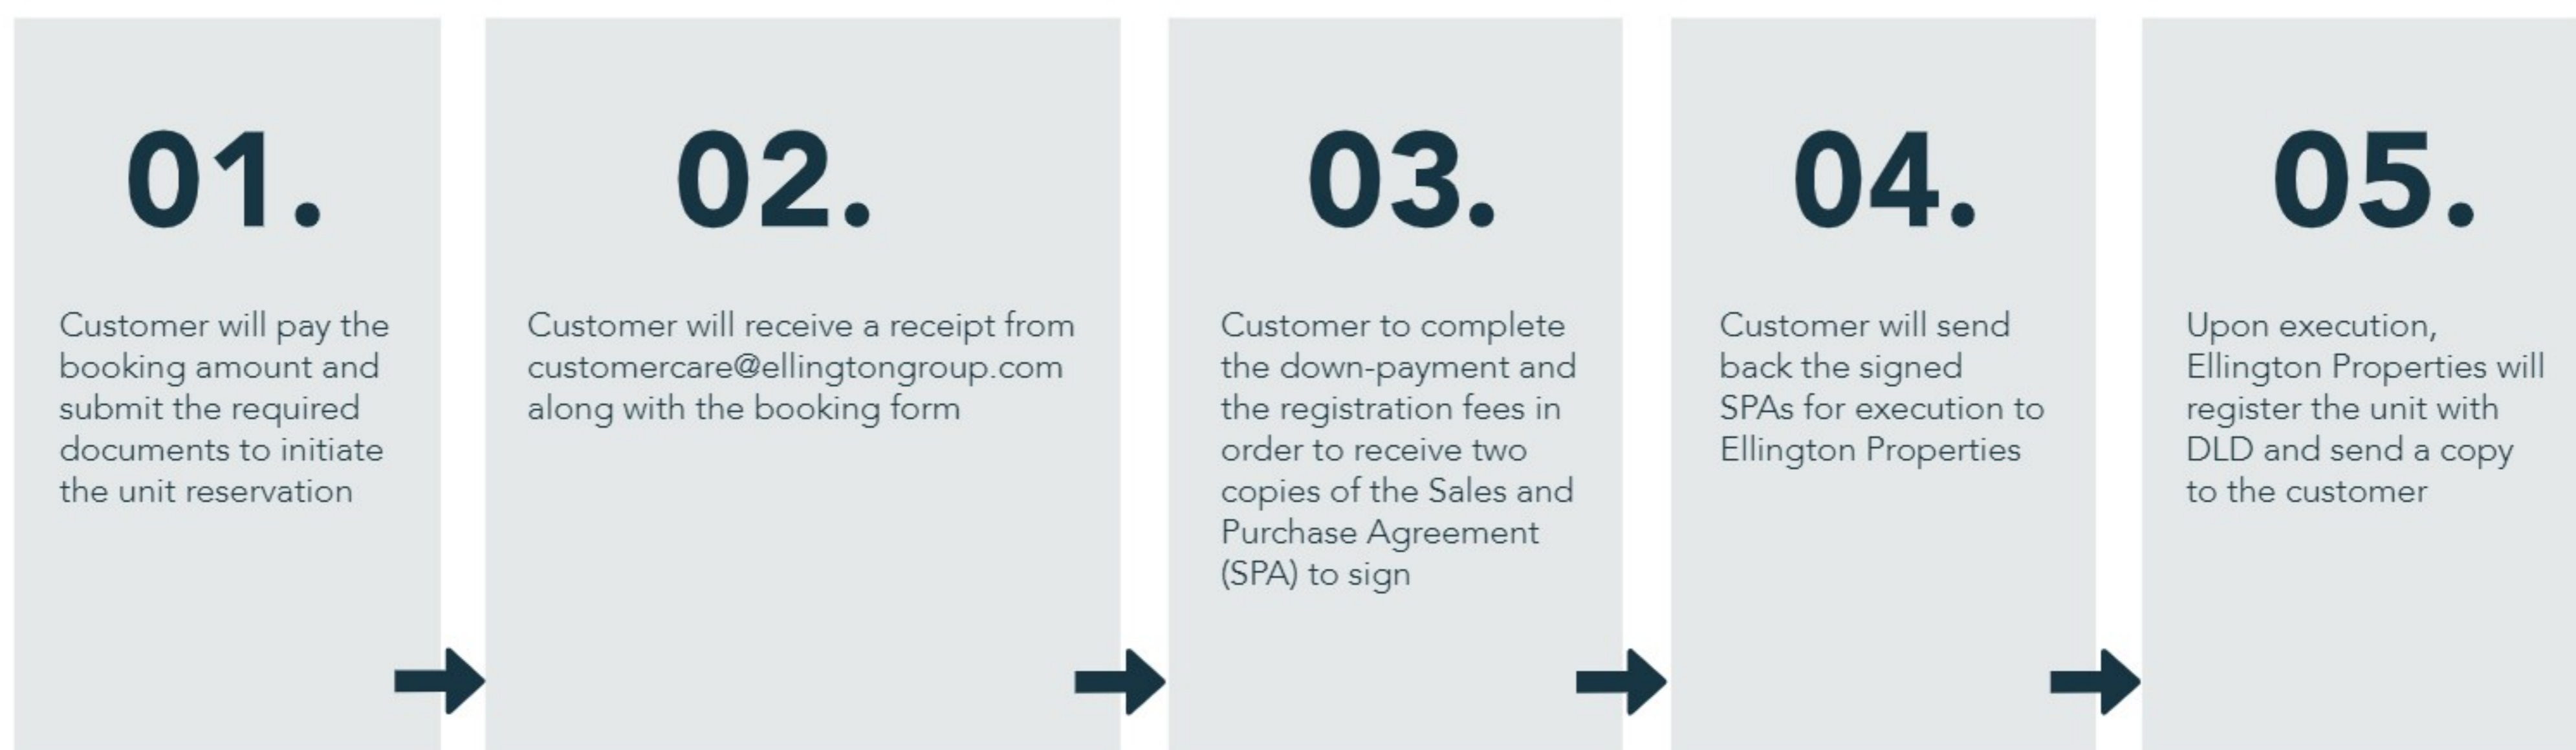 01.
Customer will pay the
booking amount and
submit the required
documents to initiate
the unit reservation
02.
Customer will receive a receipt from
customercare@ellingtongroup.com
along with the booking form
03.
Customer to complete
the down-payment and
the registration fees in
order to receive two
copies of the Sales and
Purchase Agreement
(SPA) to sign
04.
Customer will send
back the signed
SPAs for execution to
Ellington Properties
05.
Upon execution,
Ellington Properties will
register the unit with
DLD and send a copy
to the customer